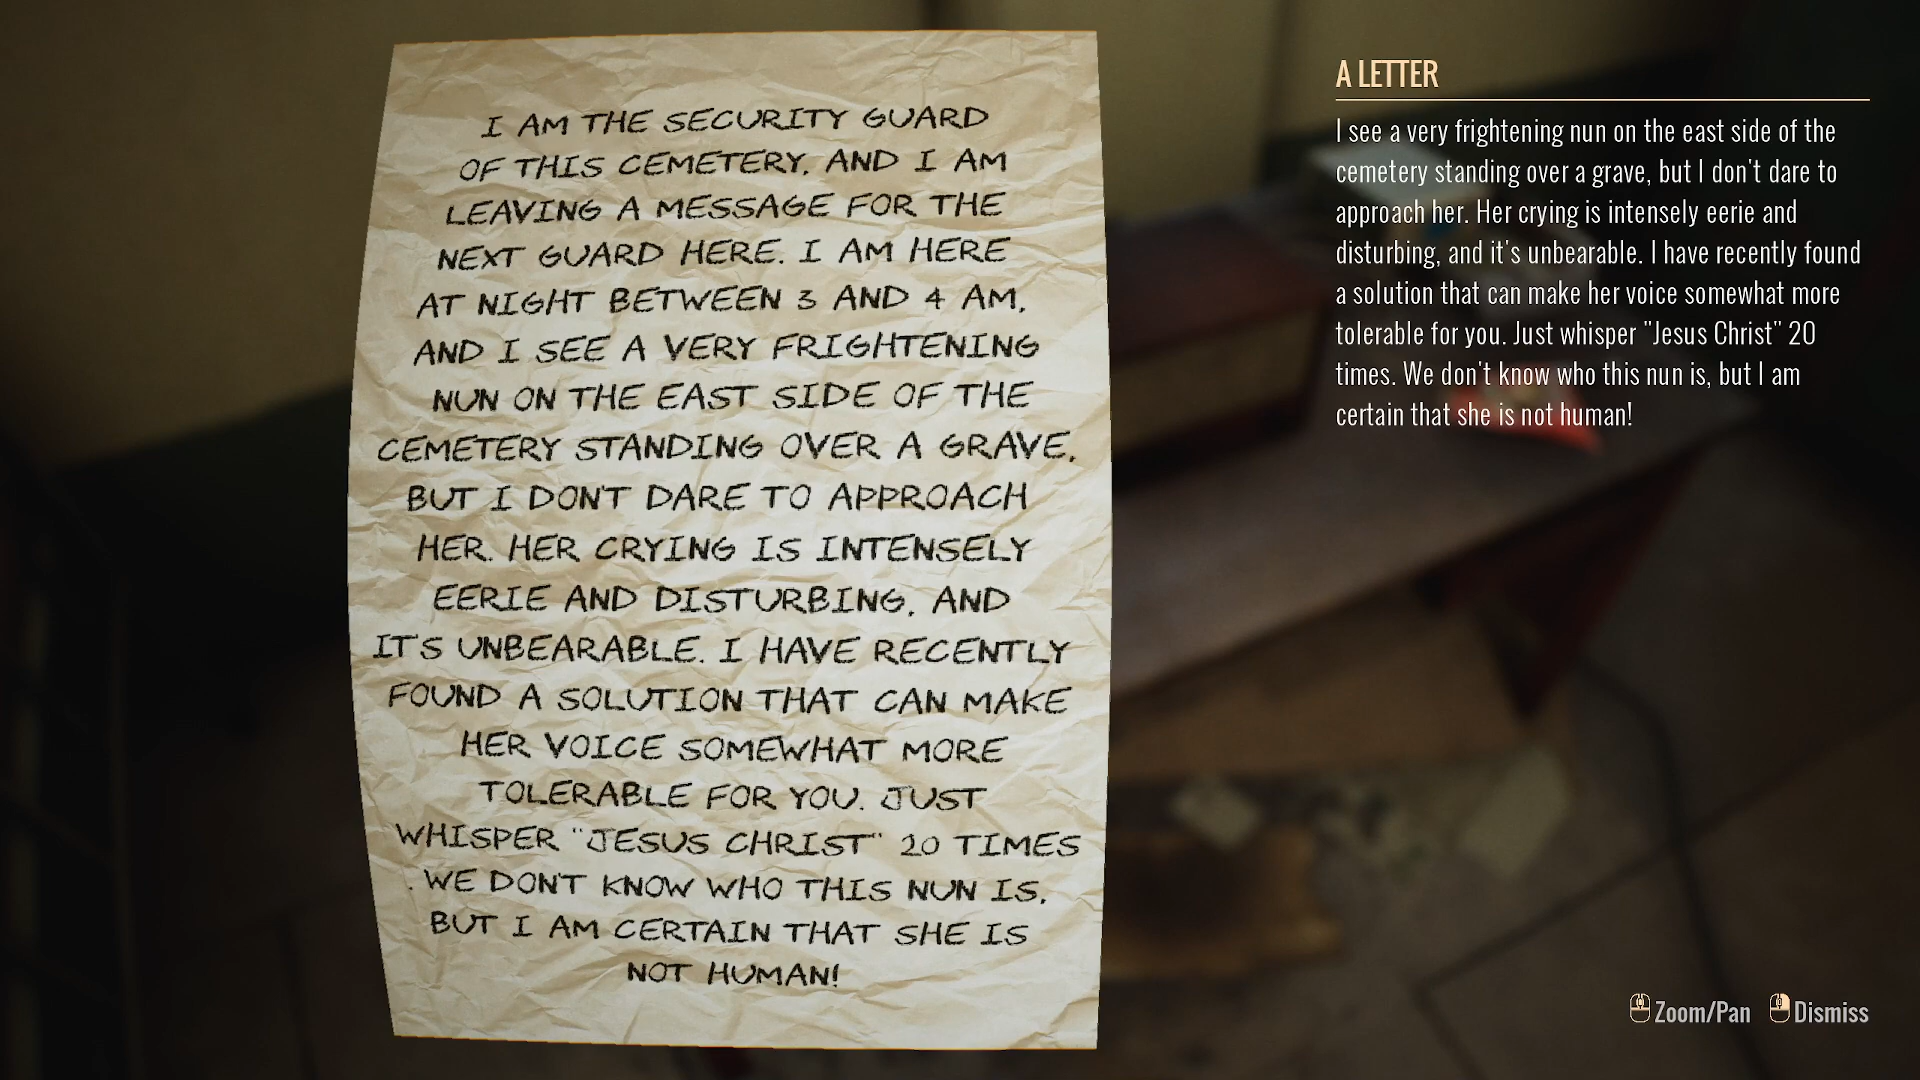 I AM THE SECURITY GUARD
OF THIS CEMETERY, AND I AM
LEAVING A MESSAGE FOR THE
NEXT GUARD HERE. I AM HERE
AT NIGHT BETWEEN 3 AND 4 AM,
AND I SEE A VERY FRIGHTENING
NUN ON THE EAST SIDE OF THE
CEMETERY STANDING OVER A GRAVE,
BUT I DON'T DARE TO APPROACH
HER. HER CRYING IS INTENSELY
EERIE AND DISTURBING, AND
IT'S UNBEARABLE. I HAVE RECENTLY
FOUND A SOLUTION THAT CAN MAKE
HER VOICE SOMEWHAT MORE
TOLERABLE FOR YOU. JUST
WHISPER "JESUS CHRIST" 20 TIMES
. WE DON'T KNOW WHO THIS NUN IS,
BUT I AM CERTAIN THAT SHE IS
NOT HUMAN!
A LETTER
I see a very frightening nun on the east side of the
cemetery standing over a grave, but I don't dare to
approach her. Her crying is intensely eerie and
disturbing, and it's unbearable. I have recently found
a solution that can make her voice somewhat more
tolerable for you. Just whisper "Jesus Christ" 20
times. We don't know who this nun is, but I am
certain that she is not human!
Zoom/Pan Dismiss